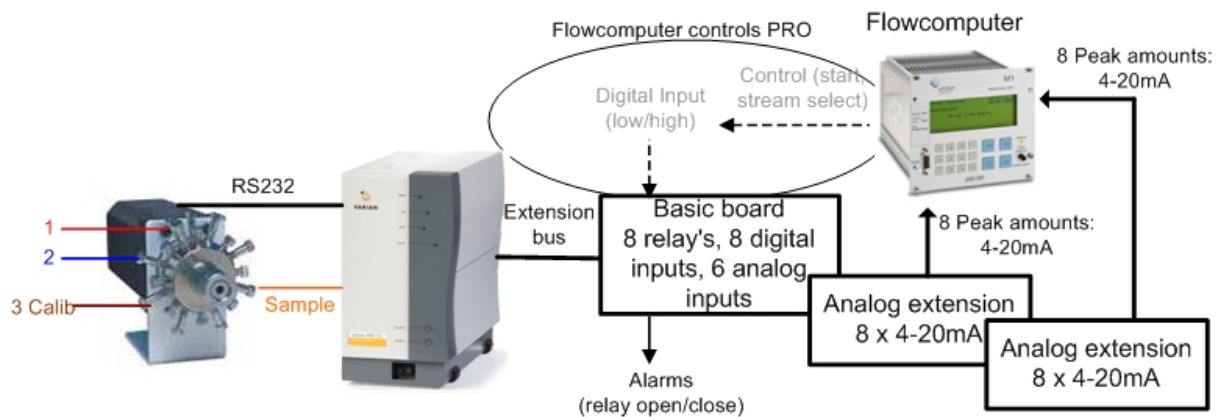 Flowcomputer controls PRO
Flowcomputer
8 Peak amounts:
4-20mA
Control (start,
stream select)
Digital Input
(low/high)
M1
RS232
VARIAN
Extension
bus
Basic board
8 relay's, 8 digital
inputs, 6 analog
inputs
8 Peak amounts:
4-20mA
1
2
3 Calib
Sample
Analog extension
8 x 4-20mA
Analog extension
8 x 4-20mA
Alarms
(relay open/close)